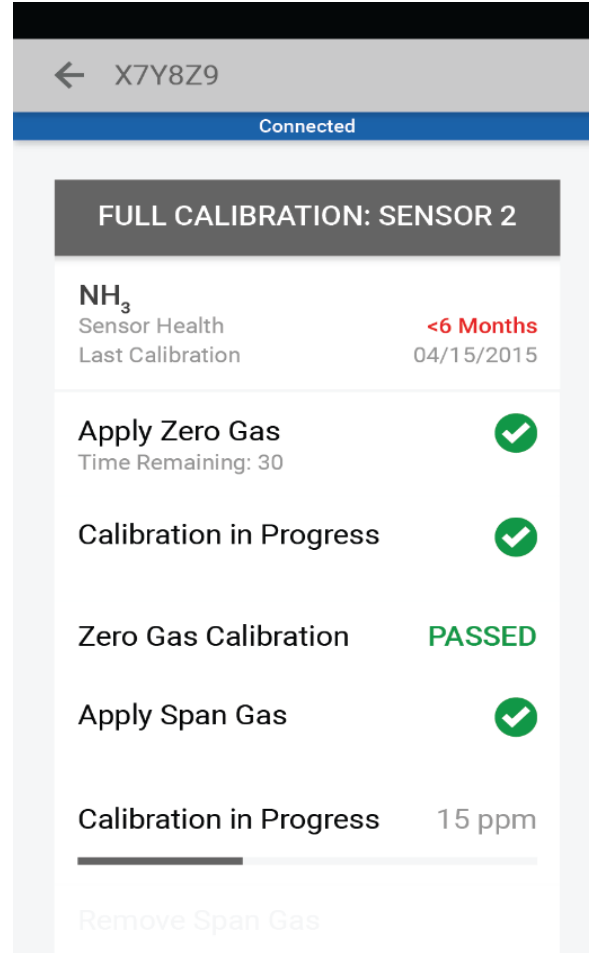 X7Y8Z9
Connected
FULL CALIBRATION: SENSOR 2
NH₃
Sensor Health <6 Months
Last Calibration 04/15/2015
Apply Zero Gas
Time Remaining: 30
Calibration in Progress
Zero Gas Calibration PASSED
Apply Span Gas
Calibration in Progress 15 ppm
Remove Span Gas